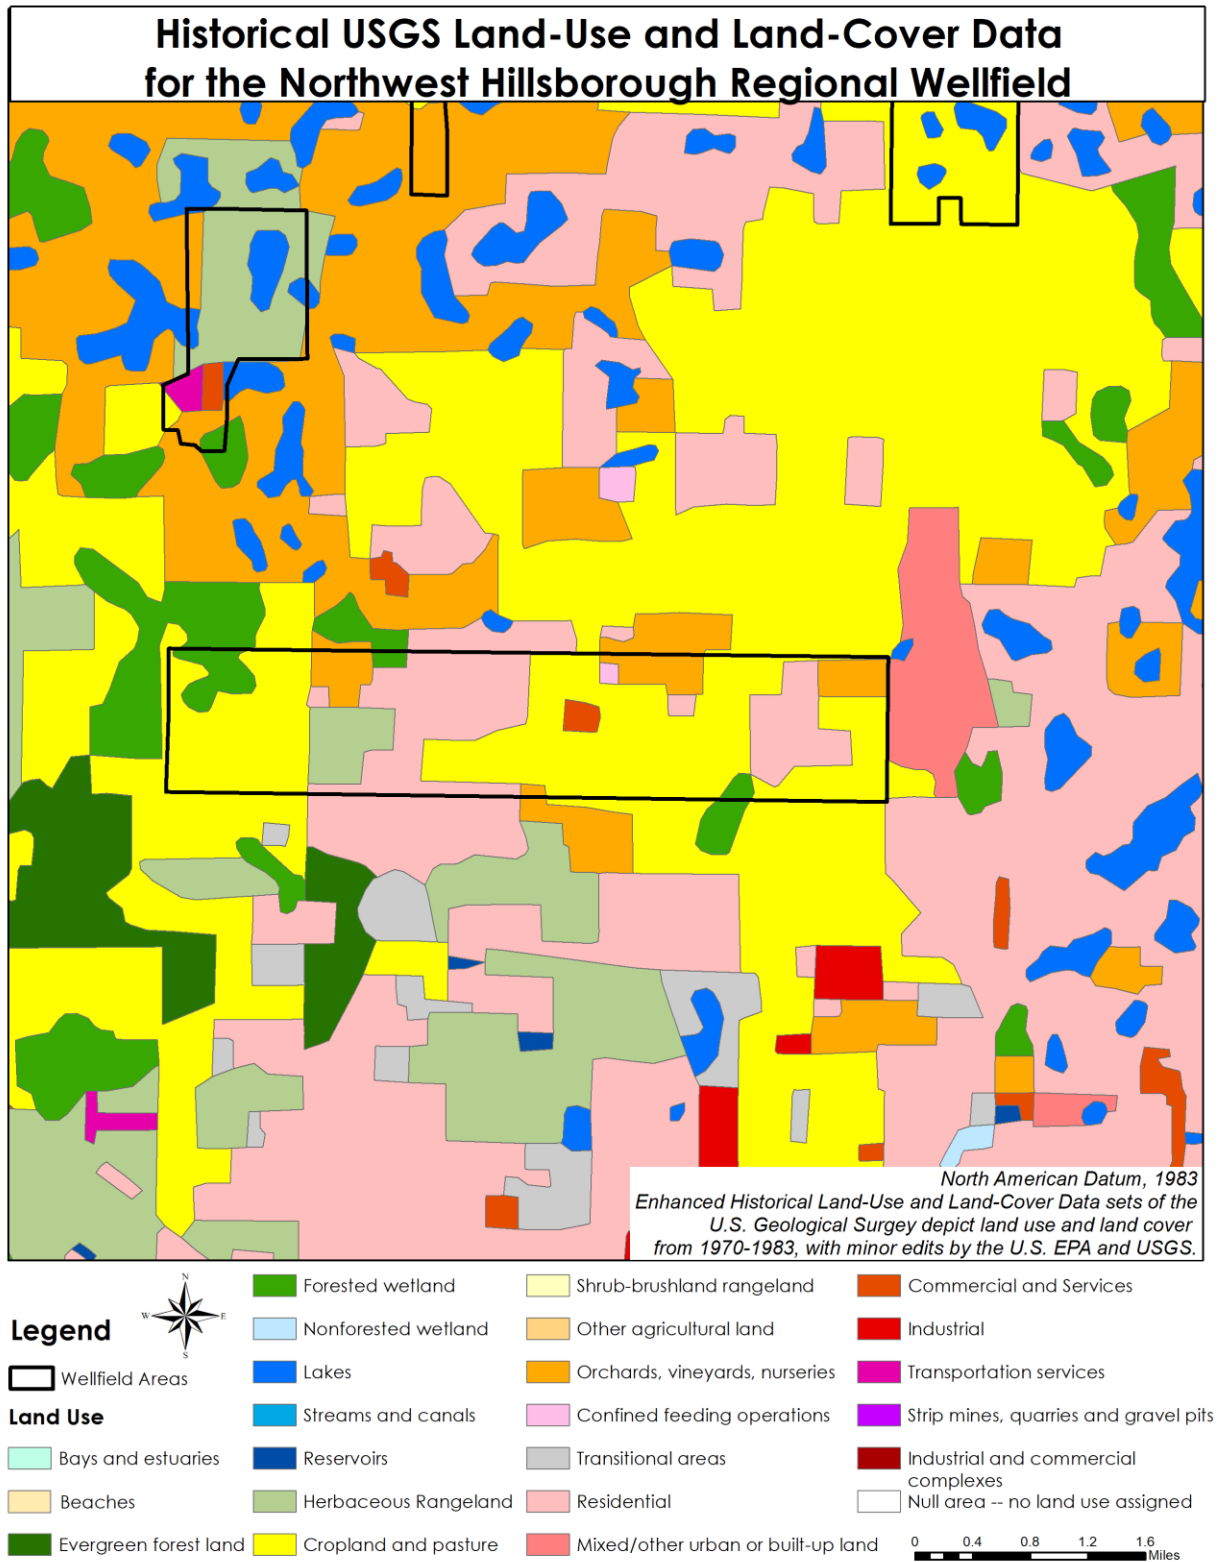 Historical USGS Land-Use and Land-Cover Data
for the Northwest Hillsborough Regional Wellfield
North American Datum, 1983
Enhanced Historical Land-Use and Land-Cover Data sets of the
U.S. Geological Surgey depict land use and land cover
from 1970-1983, with minor edits by the U.S. EPA and USGS.
Legend
N
W
E
S
Wellfield Areas
Land Use
Bays and estuaries
Beaches
Evergreen forest land
Forested wetland
Nonforested wetland
Lakes
Streams and canals
Reservoirs
Herbaceous Rangeland
Cropland and pasture
Shrub-brushland rangeland
Other agricultural land
Orchards, vineyards, nurseries
Confined feeding operations
Transitional areas
Residential
Mixed/other urban or built-up land
Commercial and Services
Industrial
Transportation services
Strip mines, quarries and gravel pits
Industrial and commercial
complexes
Null area -- no land use assigned
0 0.4 0.8 1.2 1.6
Miles